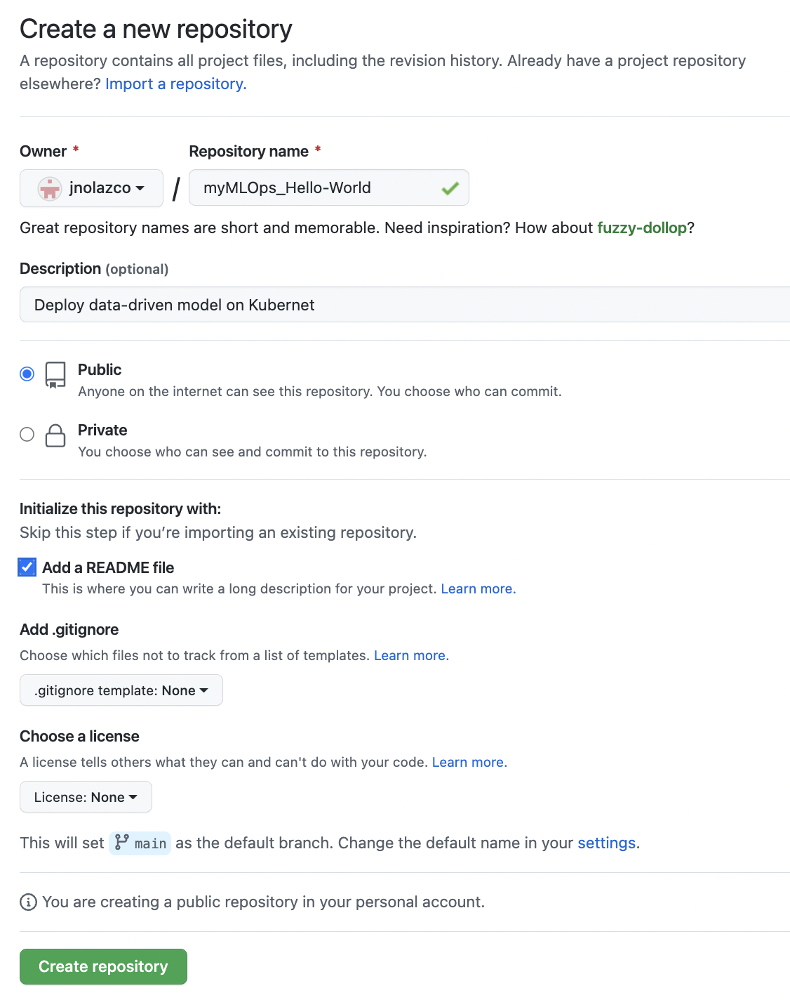 Create a new repository
A repository contains all project files, including the revision history. Already have a project repository
elsewhere? Import a repository.
Owner * Repository name *
jnolazco / myMLOps_Hello-World
Great repository names are short and memorable. Need inspiration? How about fuzzy-dollop?
Description (optional)
Deploy data-driven model on Kubernet
Public
Anyone on the internet can see this repository. You choose who can commit.
Private
You choose who can see and commit to this repository.
Initialize this repository with:
Skip this step if you’re importing an existing repository.
Add a README file
This is where you can write a long description for your project. Learn more.
Add .gitignore
Choose which files not to track from a list of templates. Learn more.
.gitignore template: None
Choose a license
A license tells others what they can and can't do with your code. Learn more.
License: None
This will set main as the default branch. Change the default name in your settings.
You are creating a public repository in your personal account.
Create repository